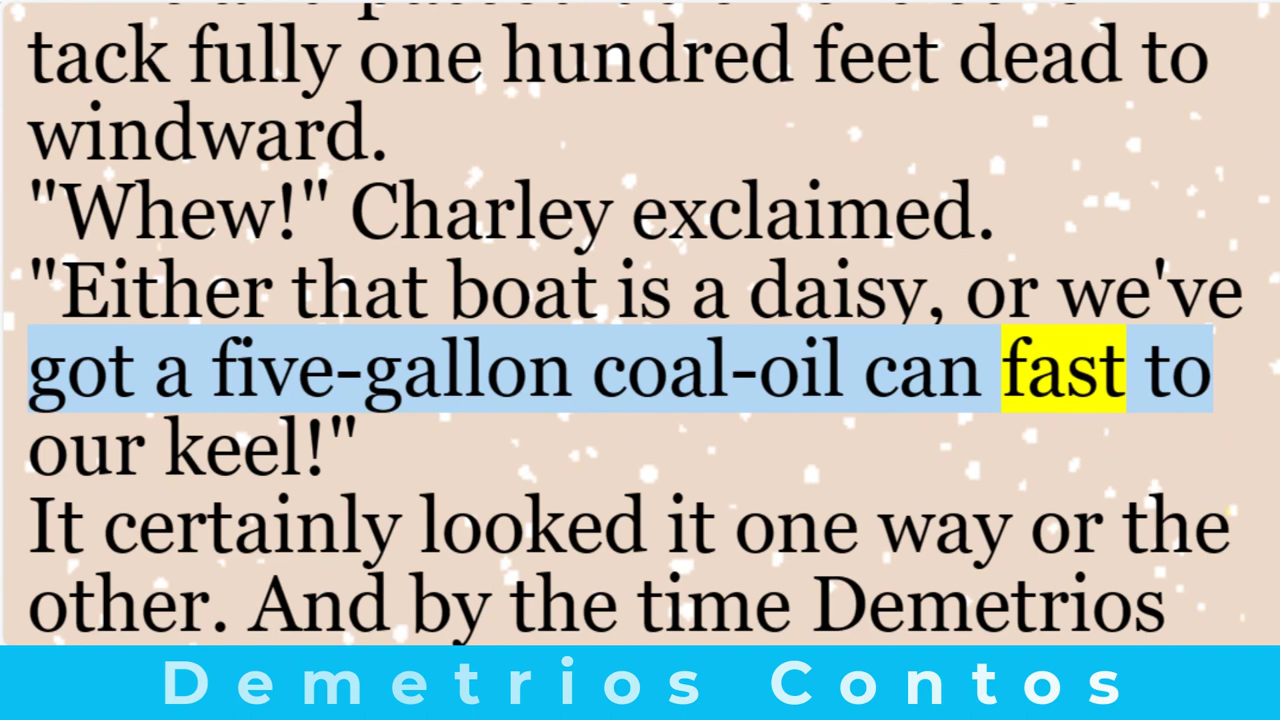 tack fully one hundred feet dead to
windward.
"Whew!" Charley exclaimed.
"Either that boat is a daisy, or we've
got a five-gallon coal-oil can fast to
our keel!"
It certainly looked it one way or the
other. And by the time Demetrios
Demetrios Contos